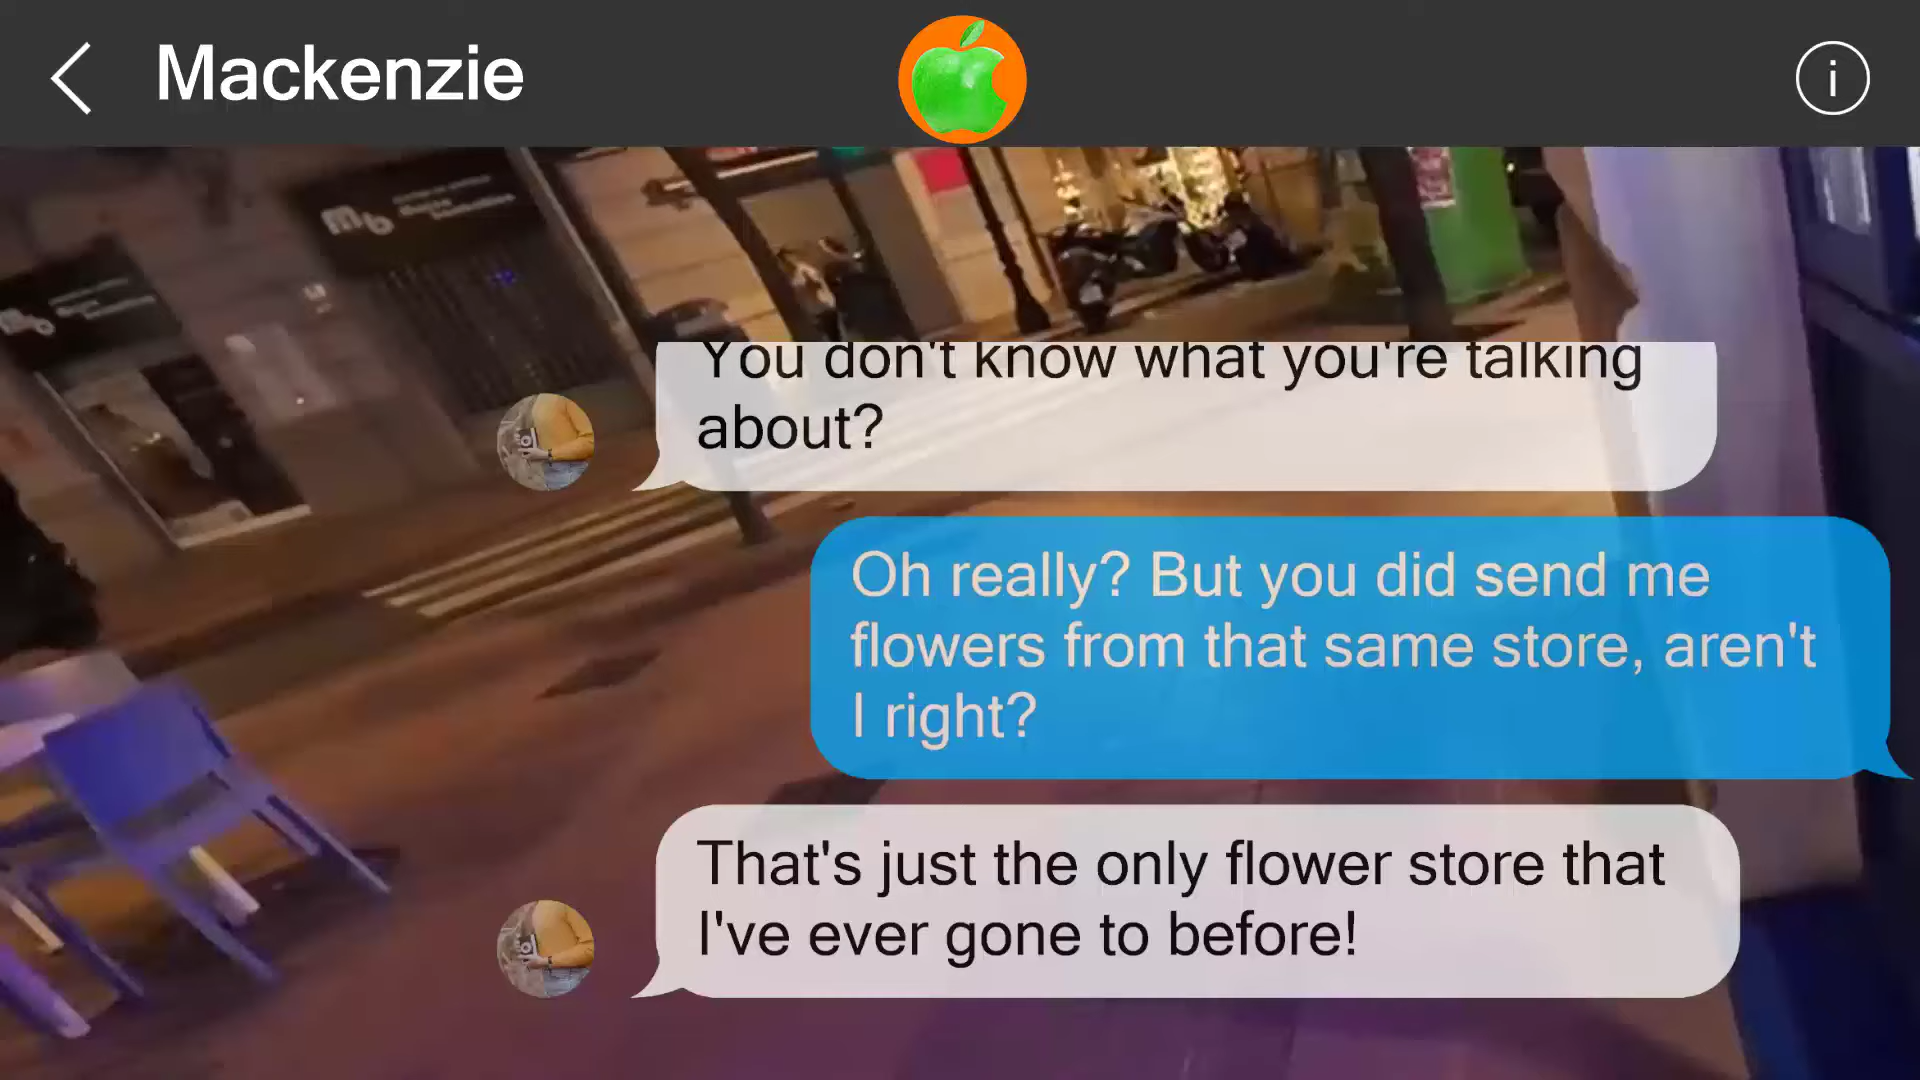 Mackenzie
You don't know what you're talking
about?
Oh really? But you did send me
flowers from that same store, aren't
I right?
That's just the only flower store that
I've ever gone to before!